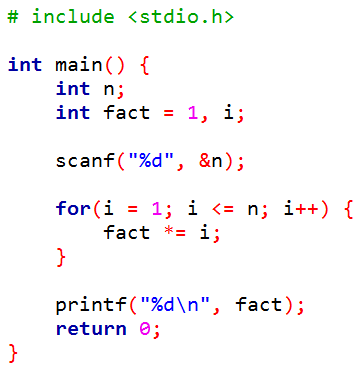 # include <stdio.h>
int main() {
    int n;
    int fact = 1, i;
    scanf("%d", &n);
    for(i = 1; i <= n; i++) {
        fact *= i;
    }
    printf("%d\n", fact);
    return 0;
}